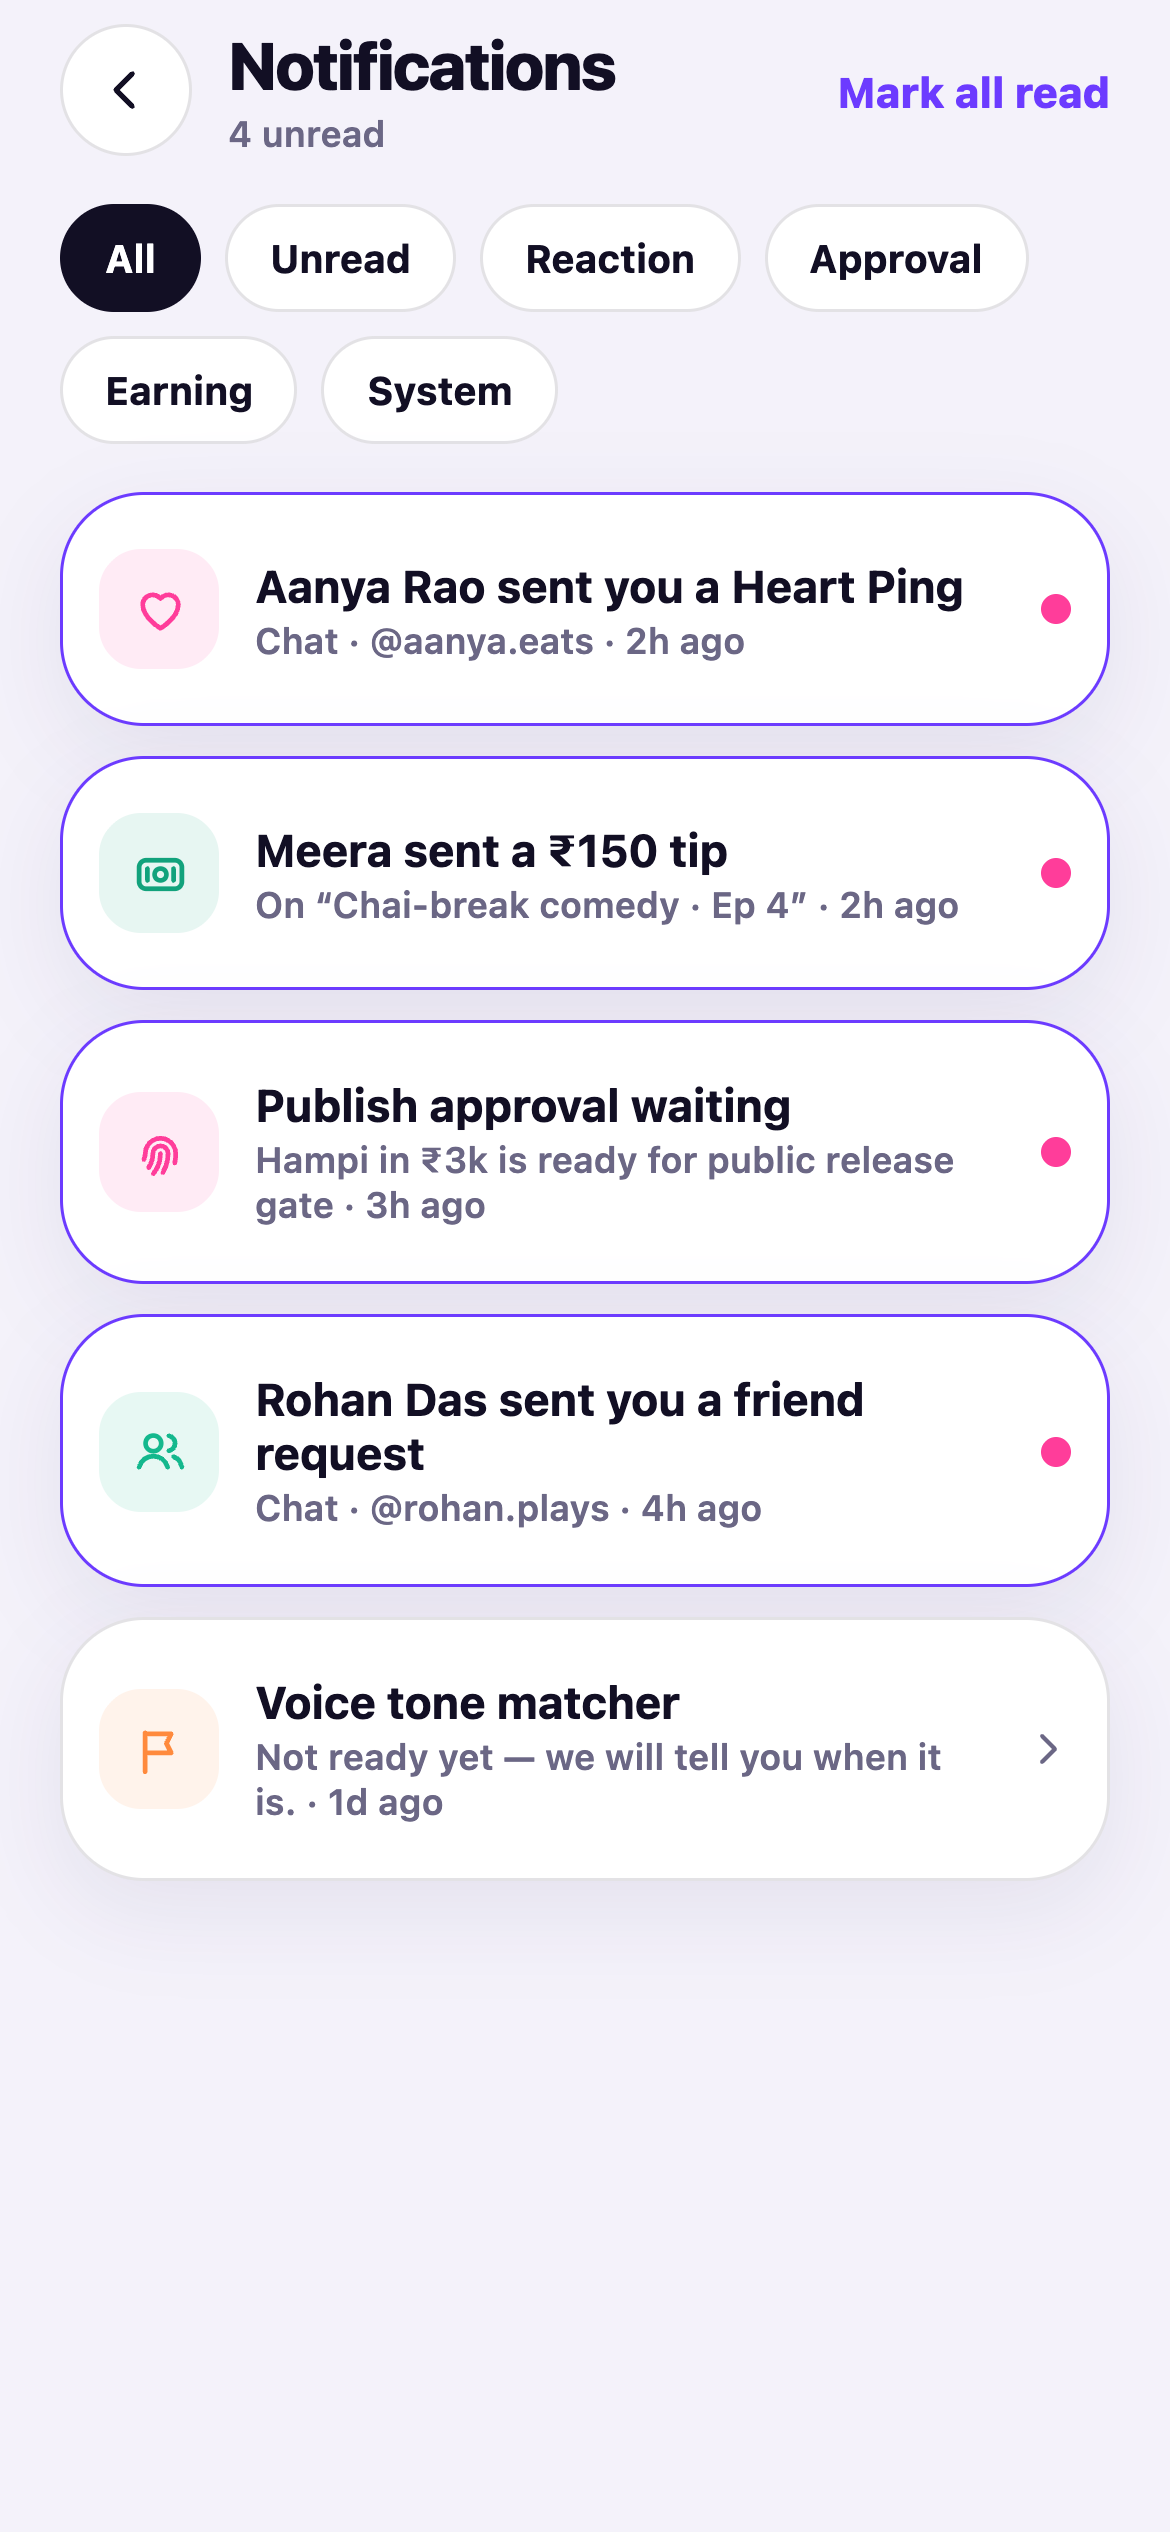 Notifications
4 unread
Mark all read
All
Unread
Reaction
Approval
Earning
System
Aanya Rao sent you a Heart Ping
Chat · @aanya.eats · 2h ago
Meera sent a ₹150 tip
On “Chai-break comedy · Ep 4” · 2h ago
Publish approval waiting
Hampi in ₹3k is ready for public release
gate · 3h ago
Rohan Das sent you a friend
request
Chat · @rohan.plays · 4h ago
Voice tone matcher
Not ready yet — we will tell you when it
is. · 1d ago